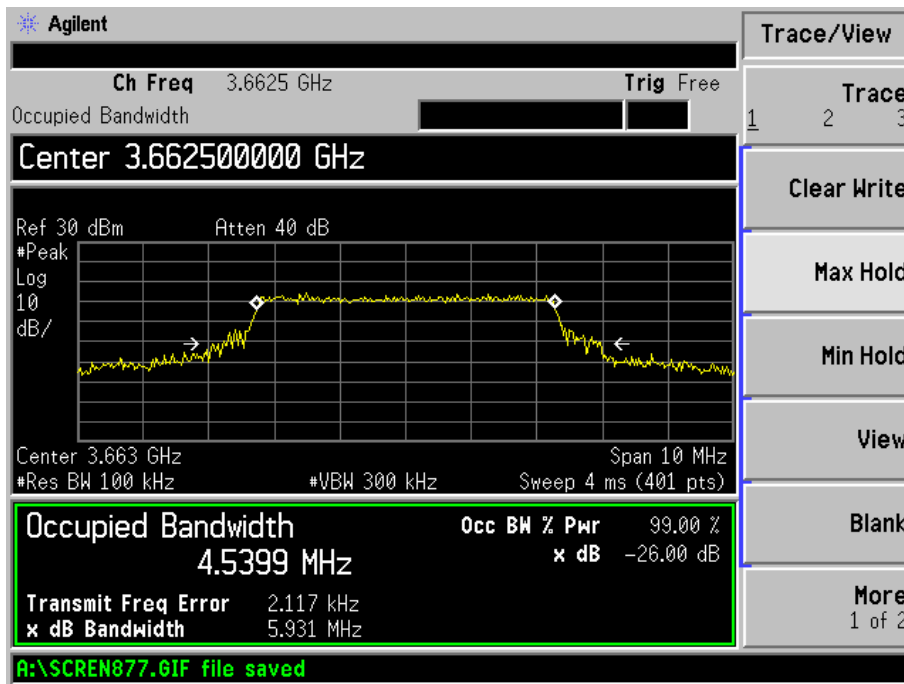 Agilent
Trace/View
Ch Freq 3.6625 GHz Trig Free
Occupied Bandwidth
Trace
1 2 3
Center 3.662500000 GHz
Clear Write
Ref 30 dBm Atten 40 dB
#Peak
Log
10
dB/
Max Hold
Min Hold
Center 3.663 GHz Span 10 MHz
#Res BW 100 kHz #VBW 300 kHz Sweep 4 ms (401 pts)
View
Occupied Bandwidth
4.5399 MHz
Occ BW % Pwr 99.00 %
x dB -26.00 dB
Blank
Transmit Freq Error 2.117 kHz
x dB Bandwidth 5.931 MHz
More
1 of 2
A:\SCREN877.GIF file saved